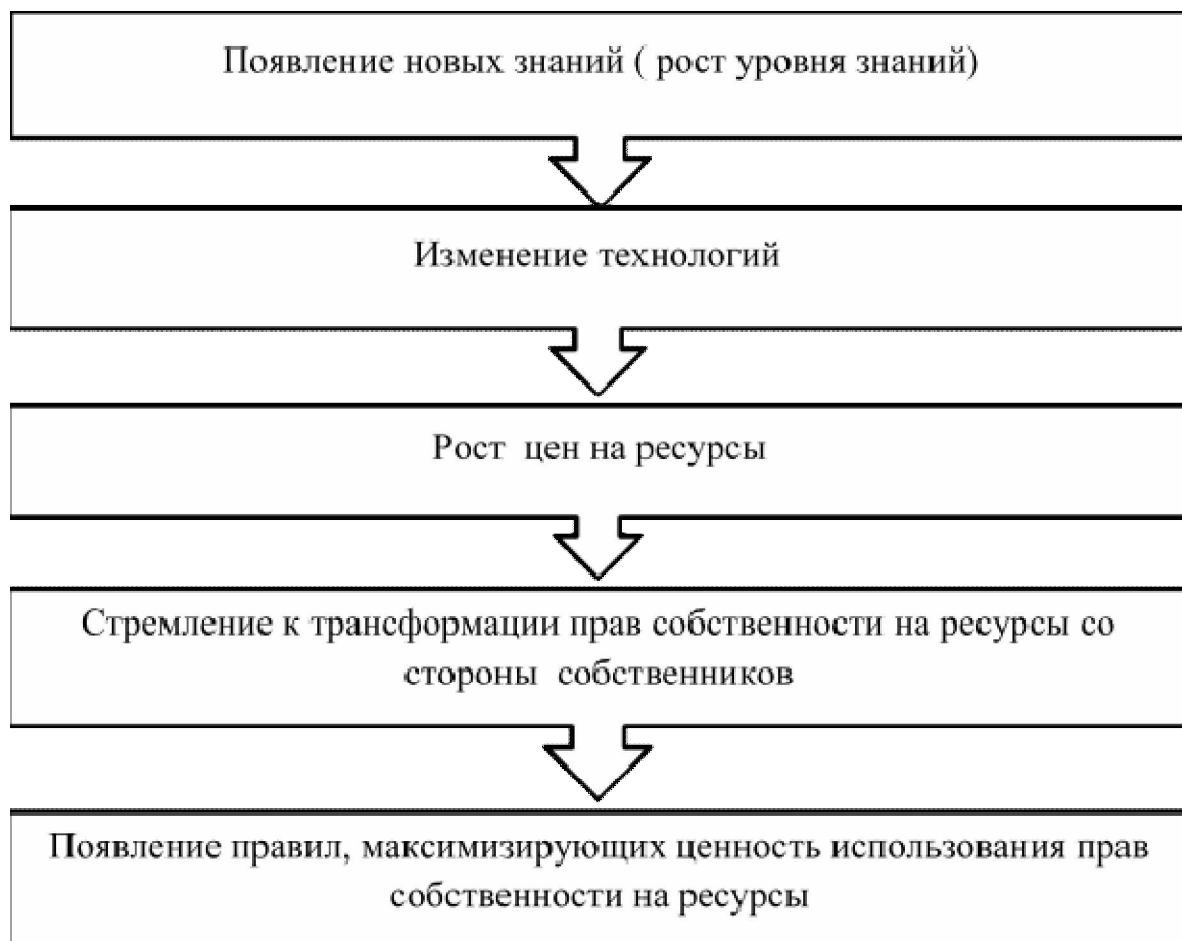 Появление новых знаний ( рост уровня знаний)
Изменение технологий
Рост цен на ресурсы
Стремление к трансформации прав собственности на ресурсы со
стороны собственников
Появление правил, максимизирующих ценность использования прав
собственности на ресурсы